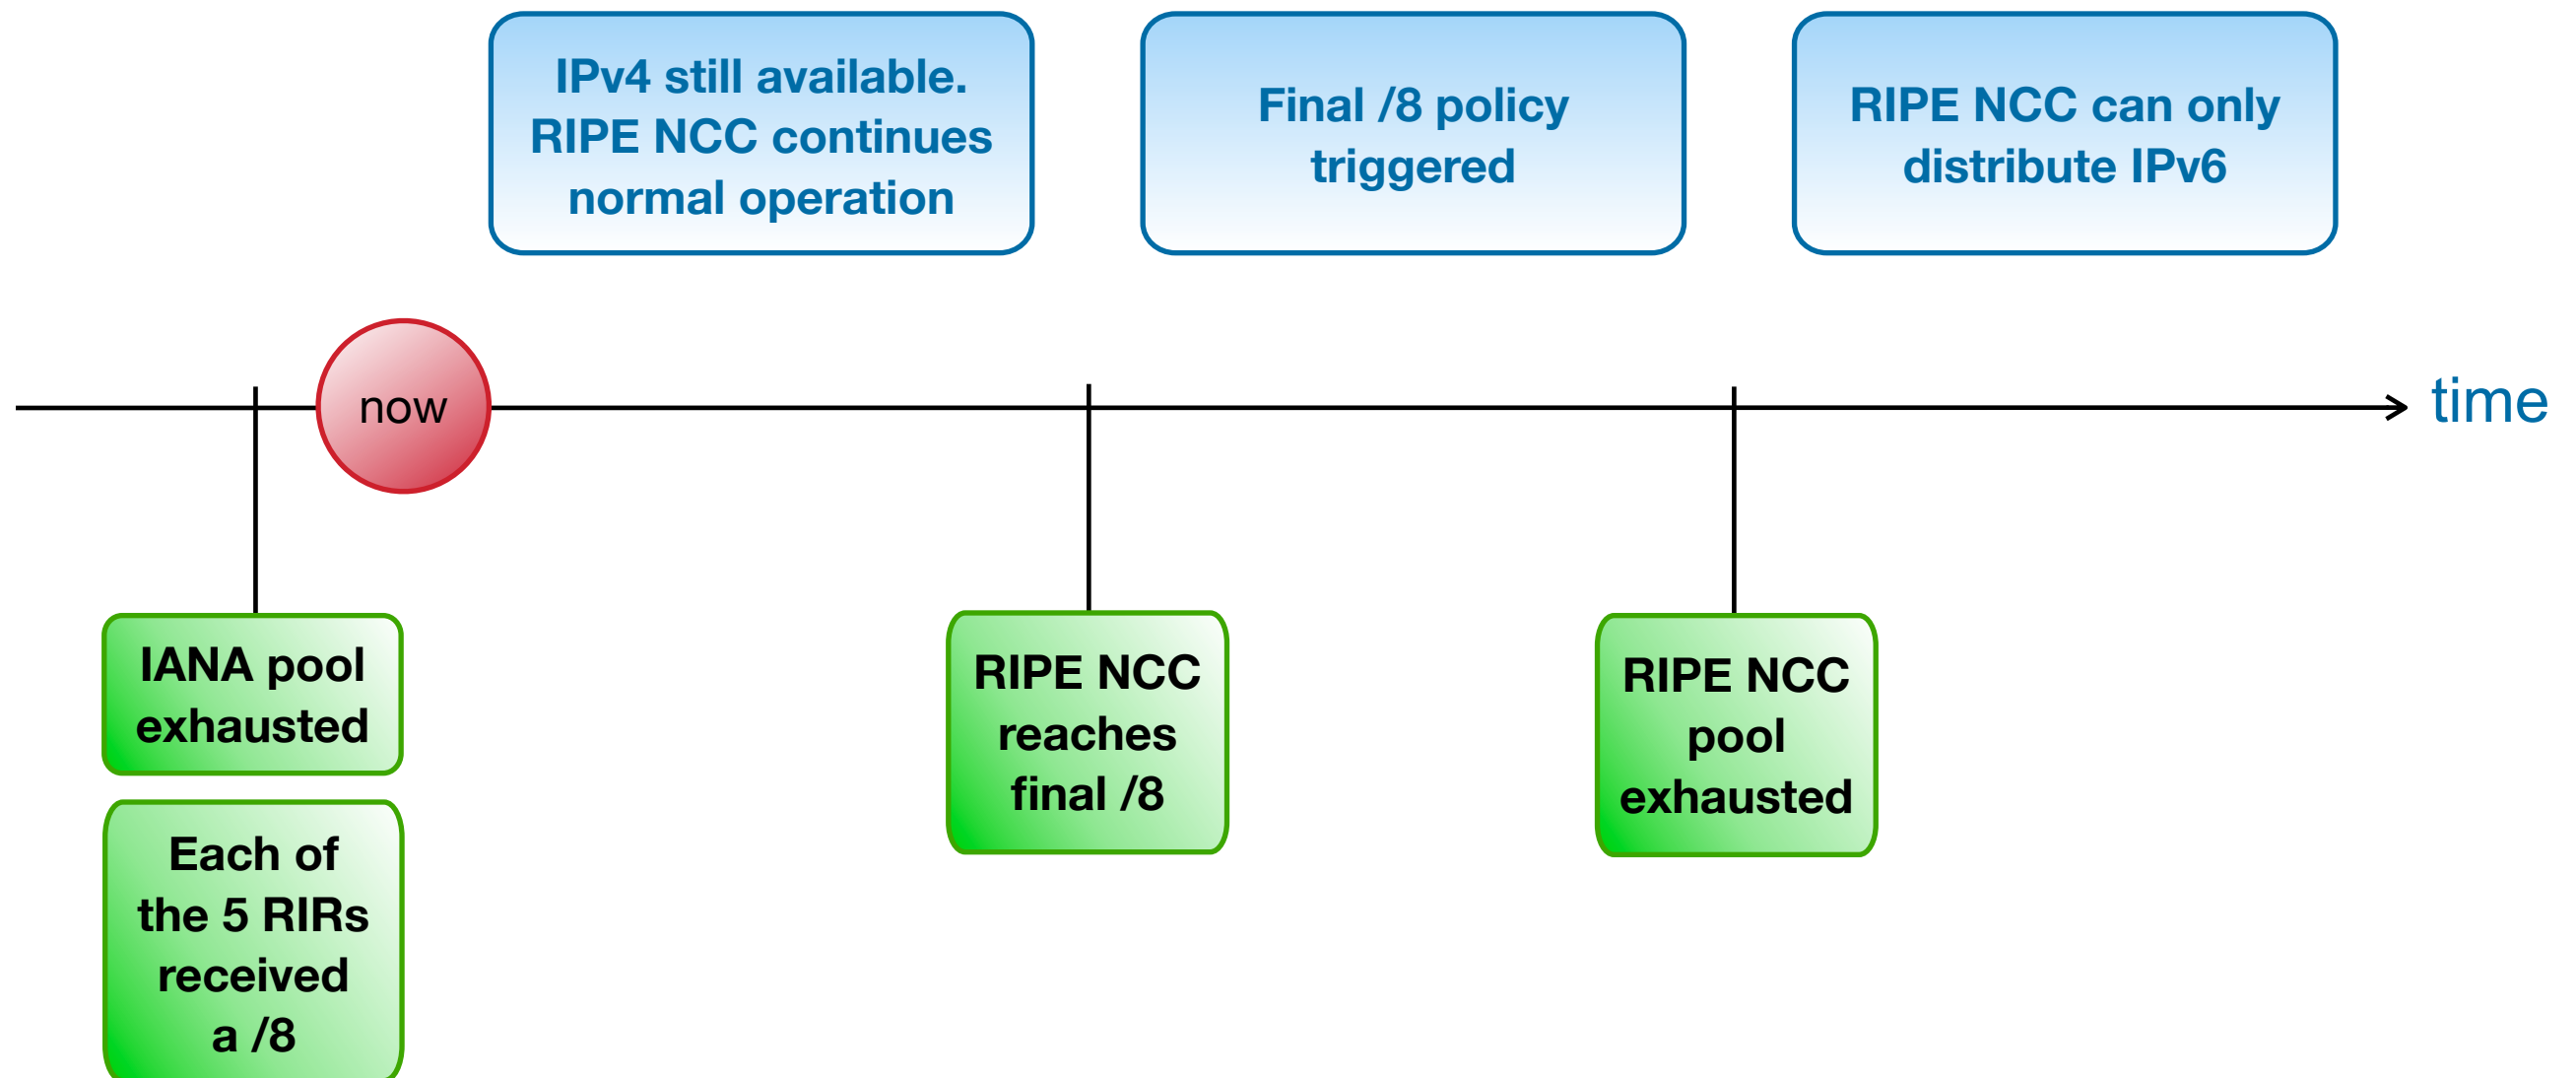 IPv4 still available.
RIPE NCC continues
normal operation
Final /8 policy
triggered
RIPE NCC can only
distribute IPv6
now
time
IANA pool
exhausted
Each of
the 5 RIRs
received
a /8
RIPE NCC
reaches
final /8
RIPE NCC
pool
exhausted